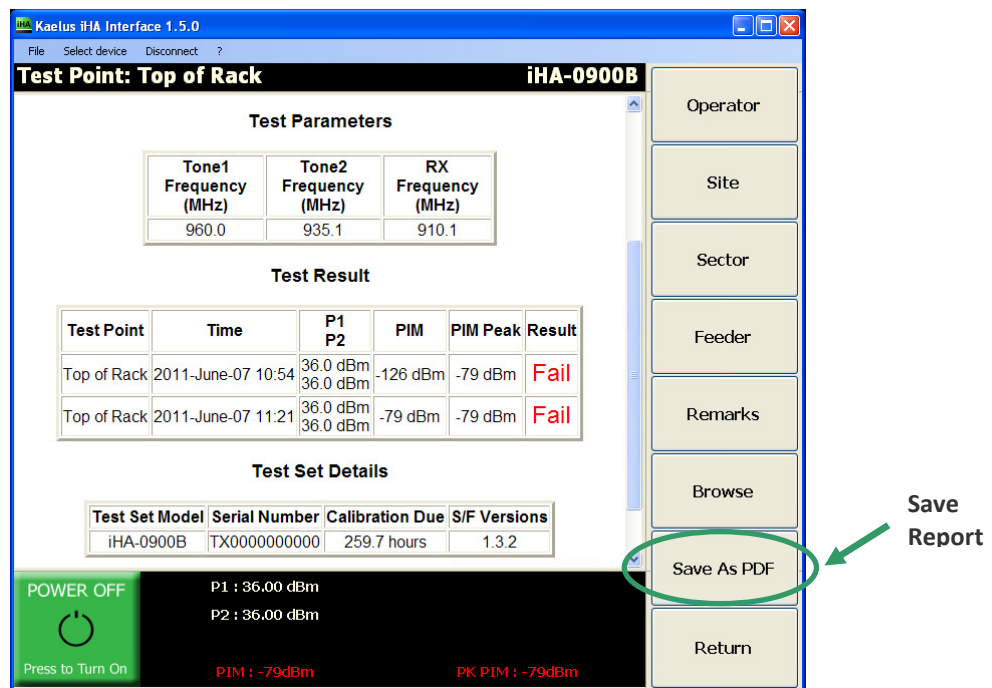 Kaelus iHA Interface 1.5.0
File Select device Disconnect ?
Test Point: Top of Rack iHA-0900B
Test Parameters
Tone1 Frequency (MHz) Tone2 Frequency (MHz) RX Frequency (MHz)
960.0 935.1 910.1
Test Result
Test Point Time P1 P2 PIM PIM Peak Result
Top of Rack 2011-June-07 10:54 36.0 dBm 36.0 dBm -126 dBm -79 dBm Fail
Top of Rack 2011-June-07 11:21 36.0 dBm 36.0 dBm -79 dBm -79 dBm Fail
Test Set Details
Test Set Model Serial Number Calibration Due S/F Versions
iHA-0900B TX0000000000 259.7 hours 1.3.2
POWER OFF
Press to Turn On
P1 : 36.00 dBm
P2 : 36.00 dBm
PIM : -79dBm PK PIM : -79dBm
Operator
Site
Sector
Feeder
Remarks
Browse
Save As PDF
Return
Save
Report